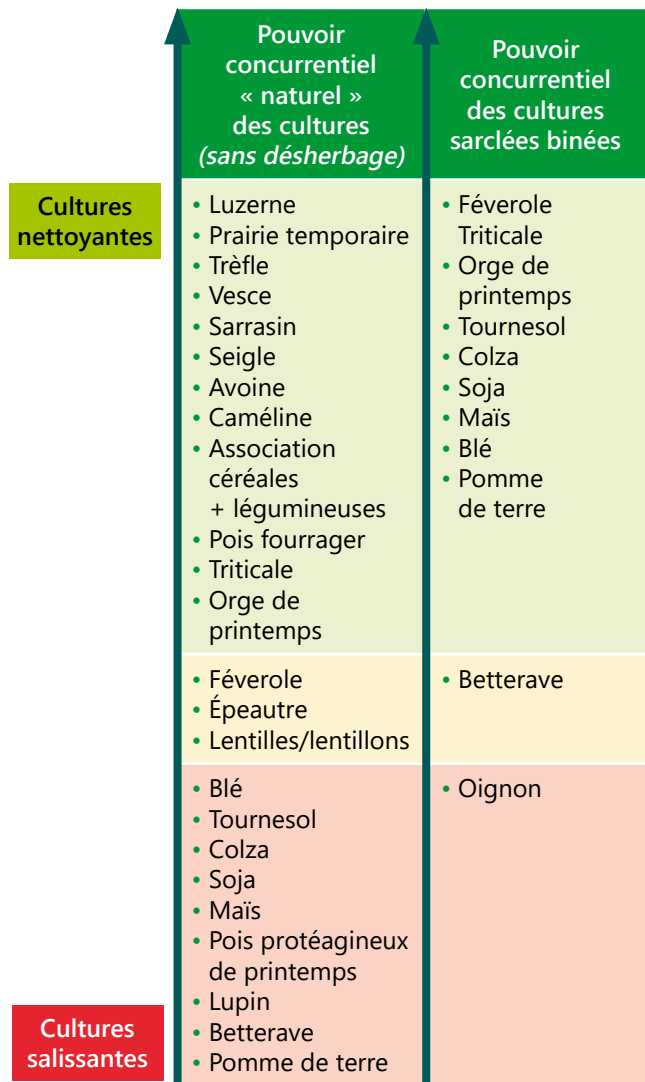 Pouvoir
concurrentiel
« naturel »
des cultures
(sans désherbage)
Pouvoir
concurrentiel
des cultures
sarclées binées
Cultures
nettoyantes
• Luzerne
• Prairie temporaire
• Trèfle
• Vesce
• Sarrasin
• Seigle
• Avoine
• Caméline
• Association
céréales
+ légumineuses
• Pois fourrager
• Triticale
• Orge de
printemps
• Féverole
Triticale
• Orge de
printemps
• Tournesol
• Colza
• Soja
• Maïs
• Blé
• Pomme
de terre
• Féverole
• Épeautre
• Lentilles/lentillons
• Betterave
• Blé
• Tournesol
• Colza
• Soja
• Maïs
• Pois protéagineux
de printemps
• Lupin
• Betterave
• Pomme de terre
• Oignon
Cultures
salissantes